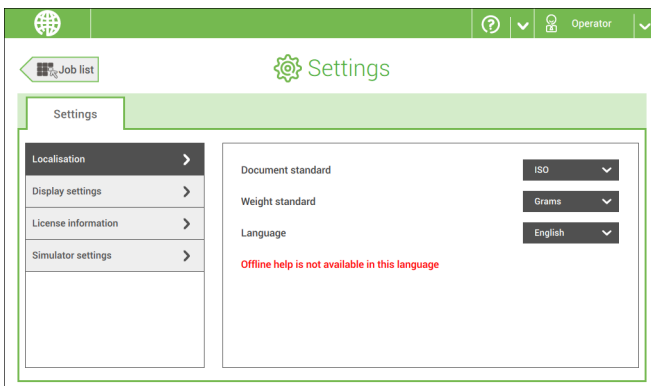 Operator
Job list
Settings
Settings
Localisation
Display settings
License information
Simulator settings
Document standard
ISO
Weight standard
Grams
Language
English
Offline help is not available in this language